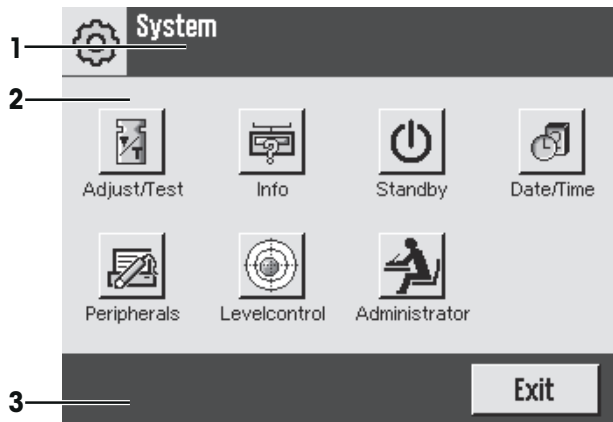 System
1
2
Adjust/Test Info Standby Date/Time
Peripherals Levelcontrol Administrator
3
Exit